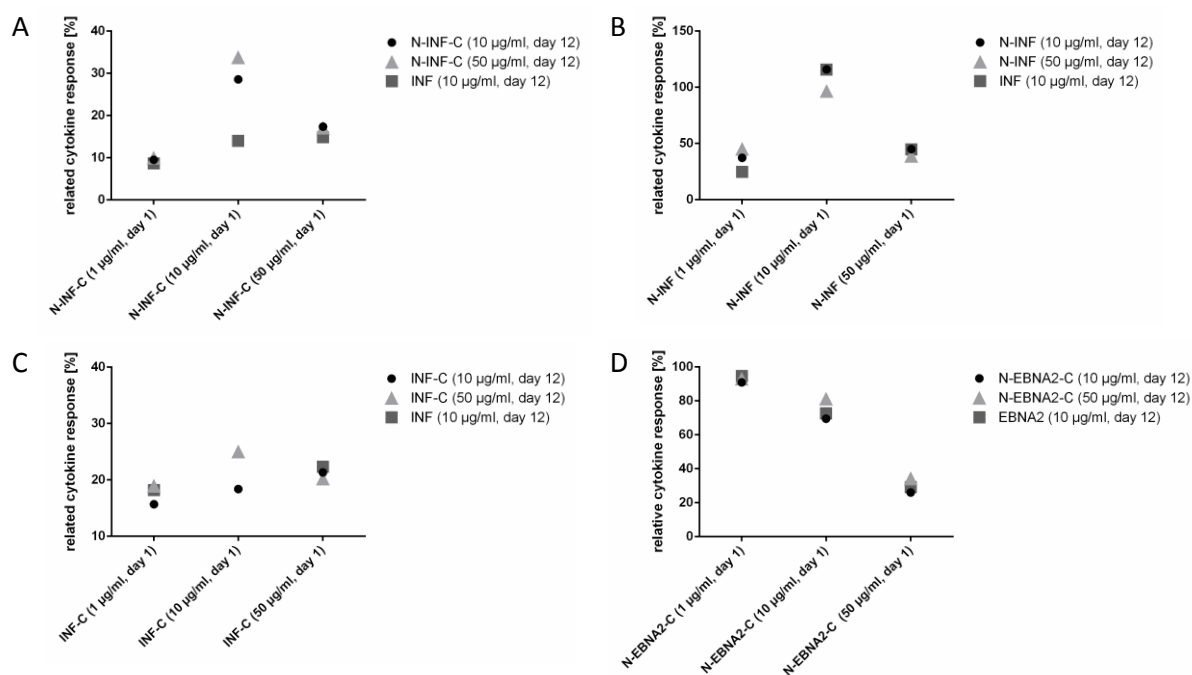 A
related cytokine response [%]
40
30
20
10
0
N-INF-C (1 µg/ml, day 1)
N-INF-C (10 µg/ml, day 1)
N-INF-C (50 µg/ml, day 1)
N-INF-C (10 µg/ml, day 12)
N-INF-C (50 µg/ml, day 12)
INF (10 µg/ml, day 12)
B
related cytokine response [%]
150
100
50
0
N-INF (1 µg/ml, day 1)
N-INF (10 µg/ml, day 1)
N-INF (50 µg/ml, day 1)
N-INF (10 µg/ml, day 12)
N-INF (50 µg/ml, day 12)
INF (10 µg/ml, day 12)
C
related cytokine response [%]
40
30
20
10
INF-C (1 µg/ml, day 1)
INF-C (10 µg/ml, day 1)
INF-C (50 µg/ml, day 1)
INF-C (10 µg/ml, day 12)
INF-C (50 µg/ml, day 12)
INF (10 µg/ml, day 12)
D
relative cytokine response [%]
100
80
60
40
20
0
N-EBNA2-C (1 µg/ml, day 1)
N-EBNA2-C (10 µg/ml, day 1)
N-EBNA2-C (50 µg/ml, day 1)
N-EBNA2-C (10 µg/ml, day 12)
N-EBNA2-C (50 µg/ml, day 12)
EBNA2 (10 µg/ml, day 12)